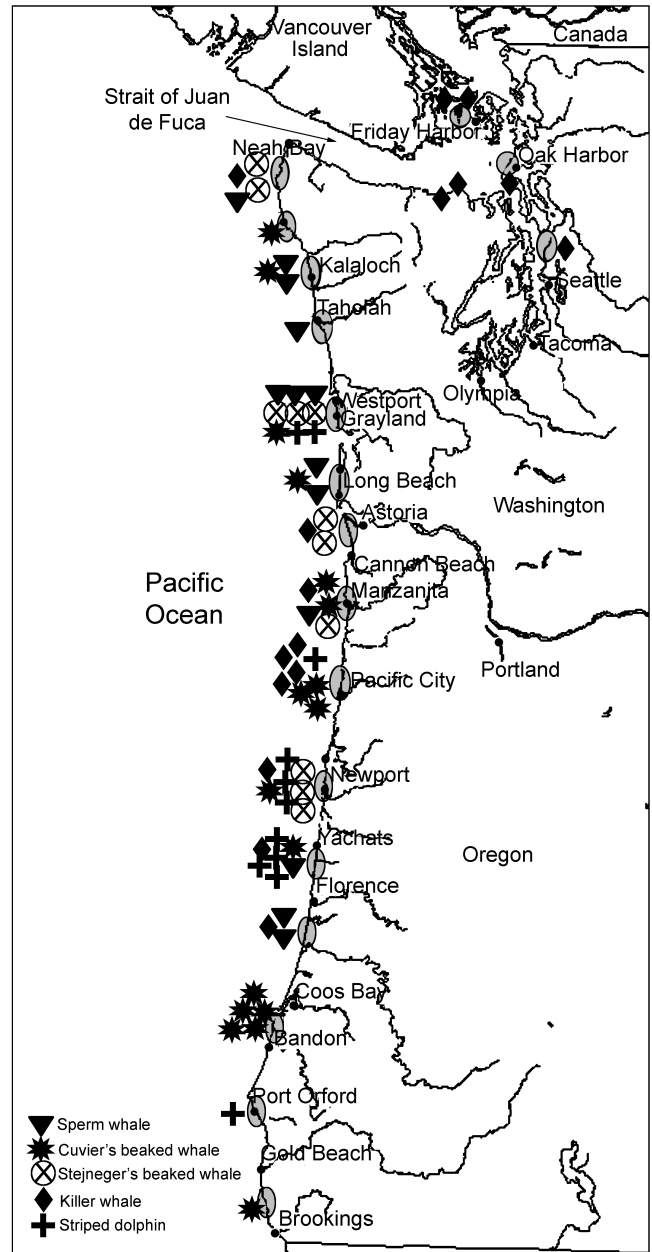 Vancouver
Island
Canada
Strait of Juan
de Fuca
Friday Harbor
Neah Bay
Oak Harbor
Kalaloch
Seattle
Taholah
Tacoma
Olympia
Westport
Grayland
Long Beach
Washington
Astoria
Cannon Beach
Pacific
Ocean
Manzanita
Portland
Pacific City
Newport
Yachats
Oregon
Florence
Coos Bay
Bandon
Port Orford
Gold Beach
Brookings
Sperm whale
Cuvier's beaked whale
Stejneger's beaked whale
Killer whale
Striped dolphin